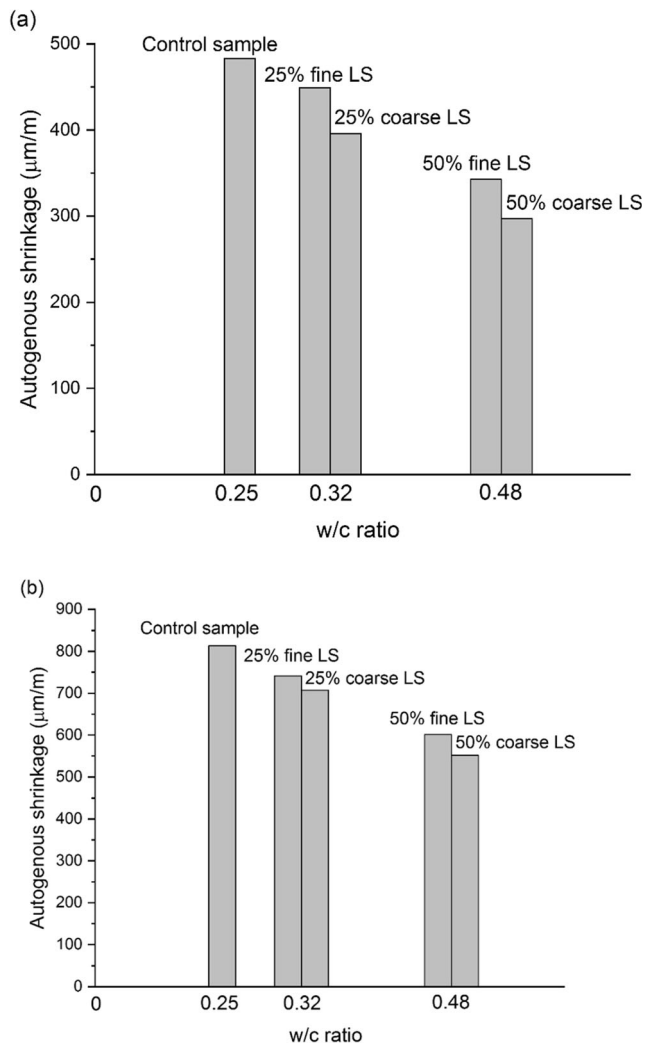 (a)
Autogenous shrinkage (μm/m)
500
400
300
200
100
0
Control sample
25% fine LS
25% coarse LS
50% fine LS
50% coarse LS
0 0.25 0.32 0.48
w/c ratio
(b)
Autogenous shrinkage (μm/m)
900
800
700
600
500
400
300
200
100
0
Control sample
25% fine LS
25% coarse LS
50% fine LS
50% coarse LS
0 0.25 0.32 0.48
w/c ratio